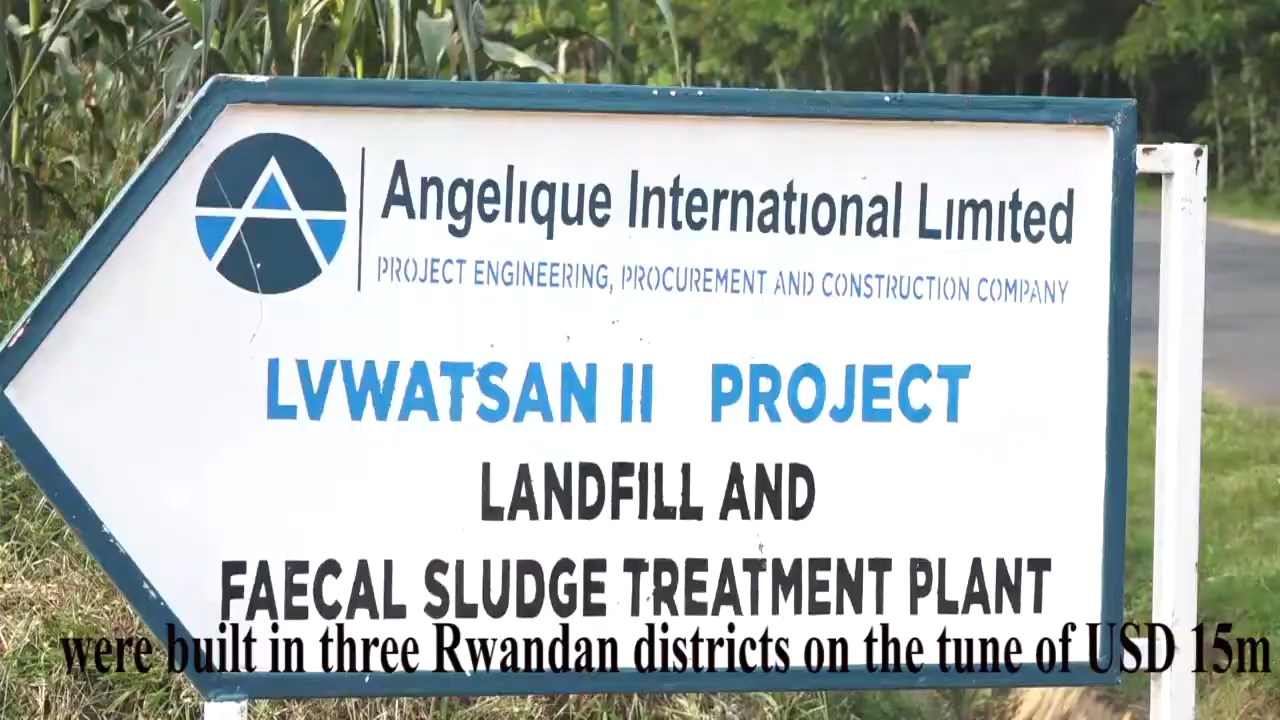 Angelique International Limited
PROJECT ENGINEERING, PROCUREMENT AND CONSTRUCTION COMPANY
LVWATSAN II PROJECT
LANDFILL AND
FAECAL SLUDGE TREATMENT PLANT
were built in three Rwandan districts on the tune of USD 15m